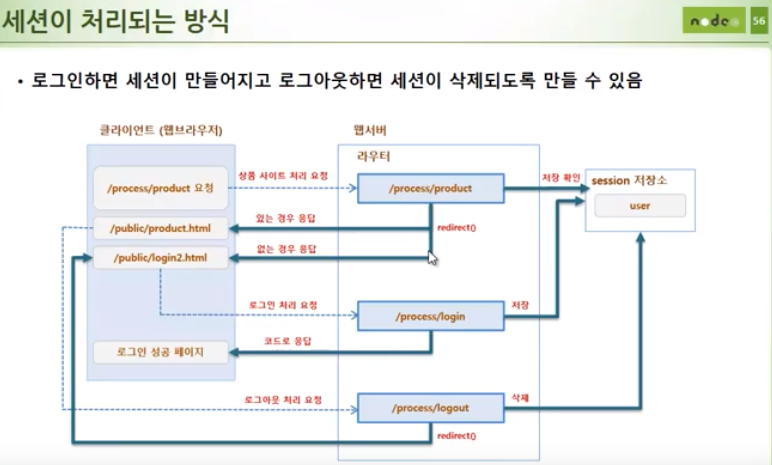 세션이 처리되는 방식
node
56
• 로그인하면 세션이 만들어지고 로그아웃하면 세션이 삭제되도록 만들 수 있음
클라이언트 (웹브라우저)
웹서버
라우터
/process/product 요청
상품 사이트 처리 요청
/process/product
저장 확인
session 저장소
user
/public/product.html
있는 경우 응답
redirect()
/public/login2.html
없는 경우 응답
로그인 처리 요청
/process/login
저장
로그인 성공 페이지
코드로 응답
로그아웃 처리 요청
/process/logout
삭제
redirect()